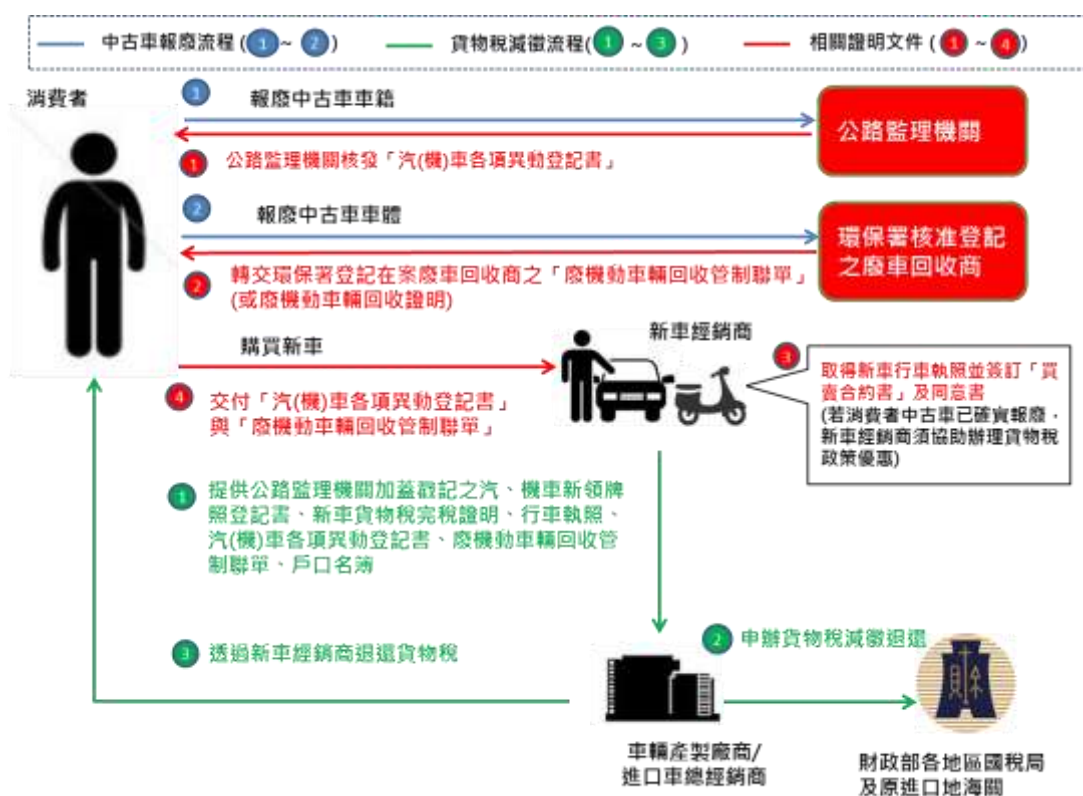 中古車報廢流程(1~2)
貨物稅減徵流程(1~3)
相關證明文件(1~4)
消費者
1
報廢中古車車籍
公路監理機關
1
公路監理機關核發「汽(機)車各項異動登記書」
2
報廢中古車車體
環保署核准登記
之廢車回收商
2
轉交環保署登記在案廢車回收商之「廢機動車輛回收管制聯單」
(或廢機動車輛回收證明)
購買新車
新車經銷商
3
取得新車行車執照並簽訂「買
賣合約書」及同意書
(若消費者中古車已確實報廢,
新車經銷商須協助辦理貨物稅
政策優惠)
4
交付「汽(機)車各項異動登記書」
與「廢機動車輛回收管制聯單」
1
提供公路監理機關加蓋戳記之汽、機車新領牌
照登記書、新車貨物稅完稅證明、行車執照、
汽(機)車各項異動登記書、廢機動車輛回收管
制聯單、戶口名簿
2
申辦貨物稅減徵退還
3
透過新車經銷商退還貨物稅
財
車輛產製廠商/
進口車總經銷商
財政部各地區國稅局
及原進口地海關